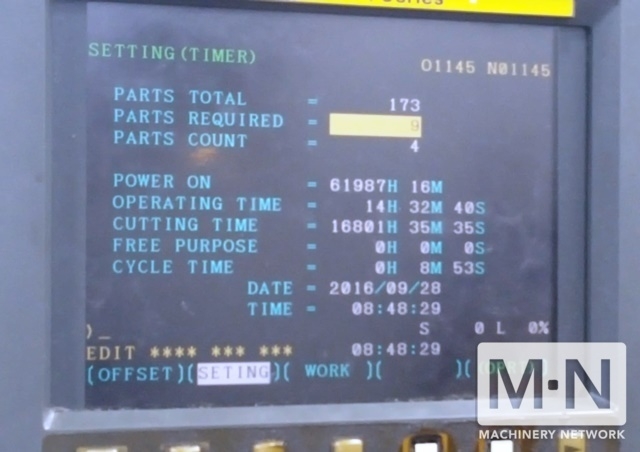 SETTING(TIMER)
O1145 N01145
PARTS TOTAL = 173
PARTS REQUIRED = 9
PARTS COUNT = 4
POWER ON = 61987H 16M
OPERATING TIME = 14H 32M 40S
CUTTING TIME = 16801H 35M 35S
FREE PURPOSE = 0H 0M 0S
CYCLE TIME = 0H 8M 53S
DATE = 2016/09/28
TIME = 08:48:29
)_ S 0 L 0%
EDIT **** *** *** 08:48:29
(OFFSET)(SETING)( WORK )( )(
M·N
MACHINERY NETWORK